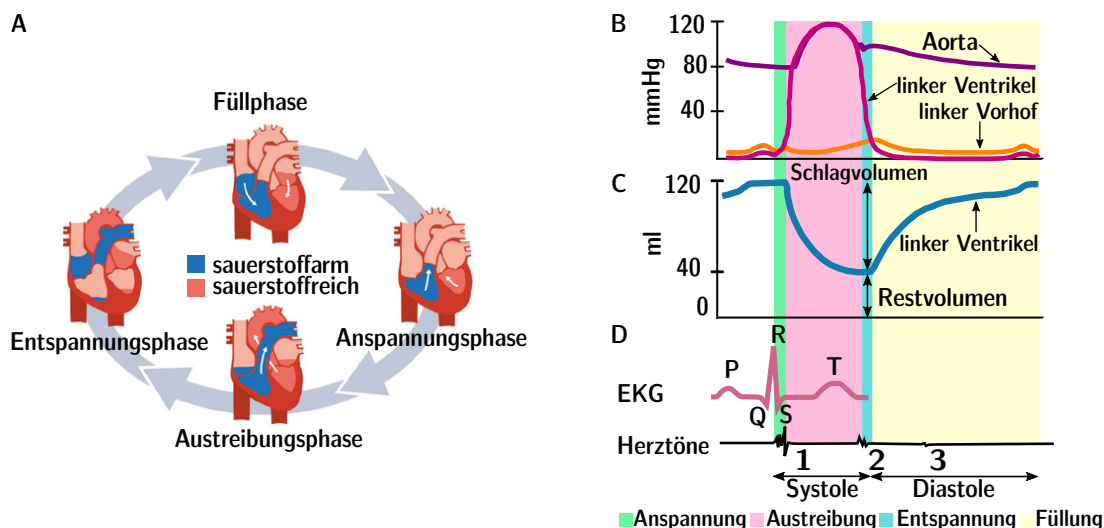 A
Füllphase
sauerstoffarm
sauerstoffreich
Entspannungsphase
Anspannungsphase
Austreibungsphase
B
120
80
40
mmHg
Aorta
linker Ventrikel
linker Vorhof
C
120
40
0
ml
Schlagvolumen
linker Ventrikel
Restvolumen
D
EKG
P
Q
R
S
T
Herztöne
1 2 3
Systole Diastole
Anspannung Austreibung Entspannung Füllung